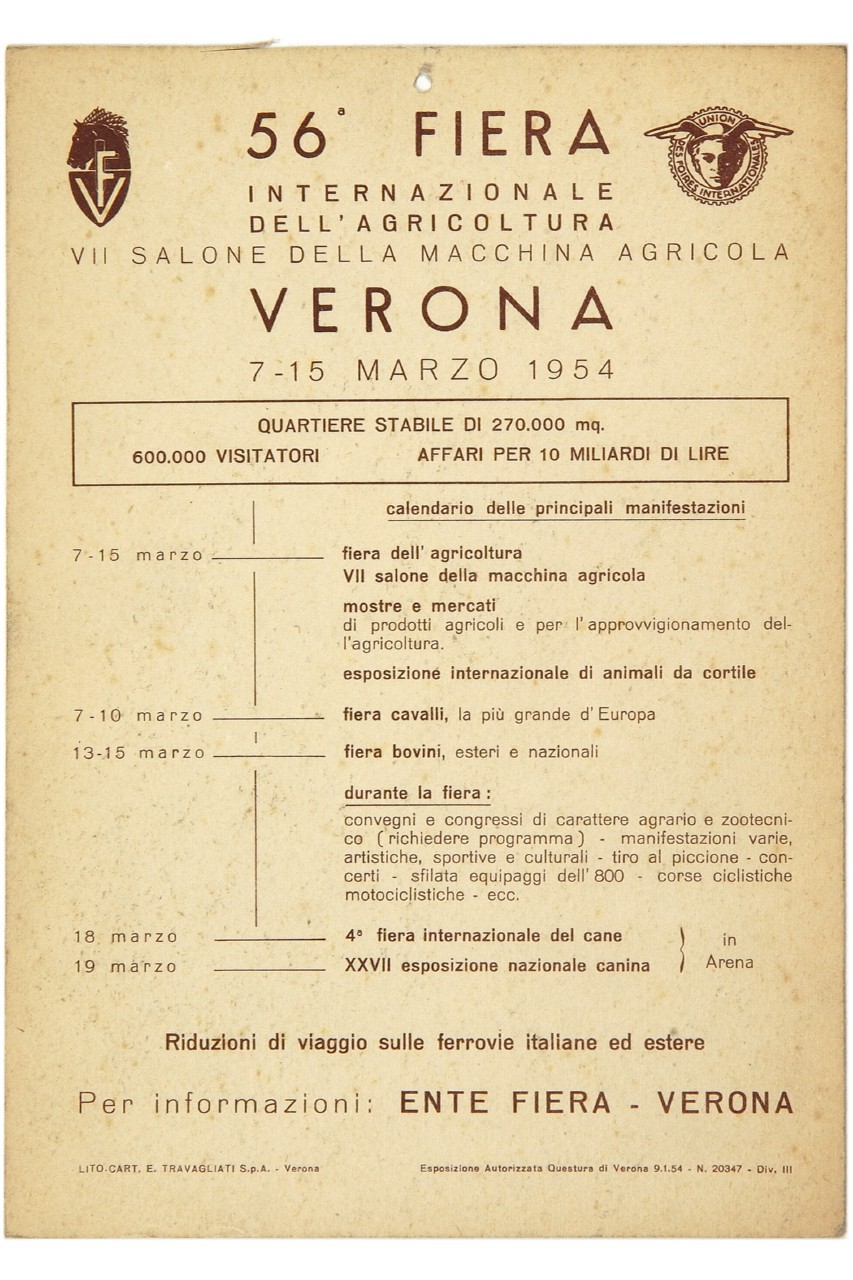 56ª FIERA
INTERNAZIONALE
DELL'AGRICOLTURA
VII SALONE DELLA MACCHINA AGRICOLA
VERONA
7-15 MARZO 1954
FV
UNION DES FOIRES INTERNATIONALES
QUARTIERE STABILE DI 270.000 mq.
600.000 VISITATORI AFFARI PER 10 MILIARDI DI LIRE
calendario delle principali manifestazioni
7-15 marzo fiera dell'agricoltura
VII salone della macchina agricola
mostre e mercati
di prodotti agricoli e per l'approvvigionamento del-
l'agricoltura.
esposizione internazionale di animali da cortile
7-10 marzo fiera cavalli, la più grande d'Europa
13-15 marzo fiera bovini, esteri e nazionali
durante la fiera:
convegni e congressi di carattere agrario e zootecni-
co (richiedere programma) - manifestazioni varie,
artistiche, sportive e culturali - tiro al piccione - con-
certi - sfilata equipaggi dell'800 - corse ciclistiche
motociclistiche - ecc.
18 marzo 4ª fiera internazionale del cane
19 marzo XXVII esposizione nazionale canina
in
Arena
Riduzioni di viaggio sulle ferrovie italiane ed estere
Per informazioni: ENTE FIERA - VERONA
LITO-CART. E. TRAVAGLIATI S.p.A. - Verona
Esposizione Autorizzata Questura di Verona 9.1.54 - N. 20347 - Div. III